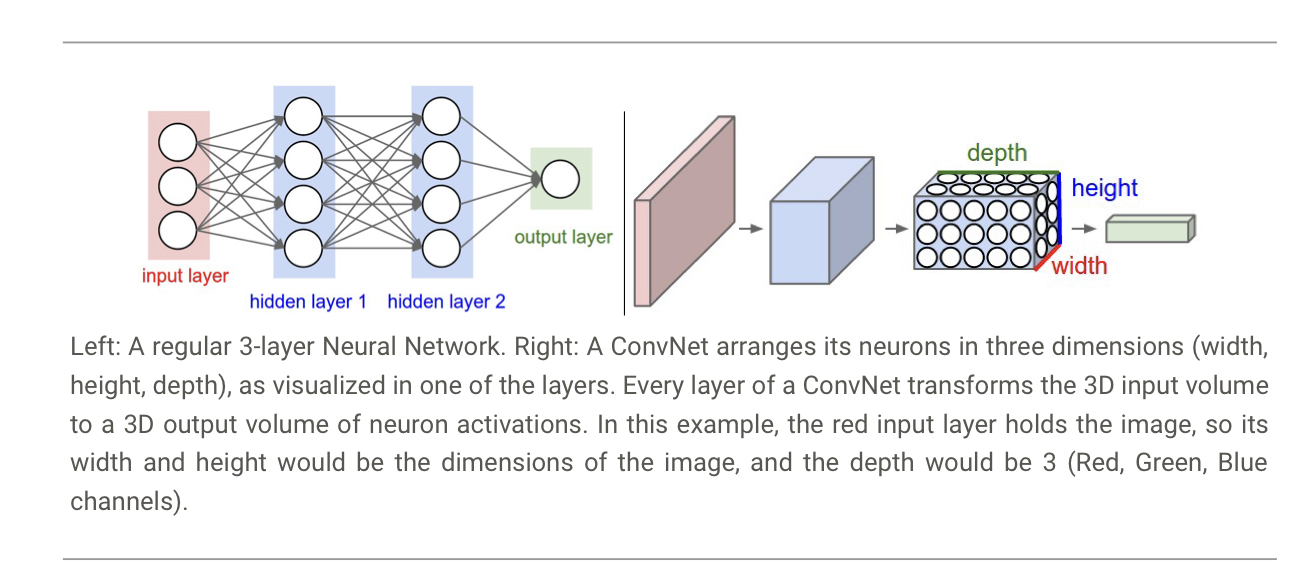 input layer
hidden layer 1
hidden layer 2
output layer
depth
height
width
Left: A regular 3-layer Neural Network. Right: A ConvNet arranges its neurons in three dimensions (width,
height, depth), as visualized in one of the layers. Every layer of a ConvNet transforms the 3D input volume
to a 3D output volume of neuron activations. In this example, the red input layer holds the image, so its
width and height would be the dimensions of the image, and the depth would be 3 (Red, Green, Blue
channels).